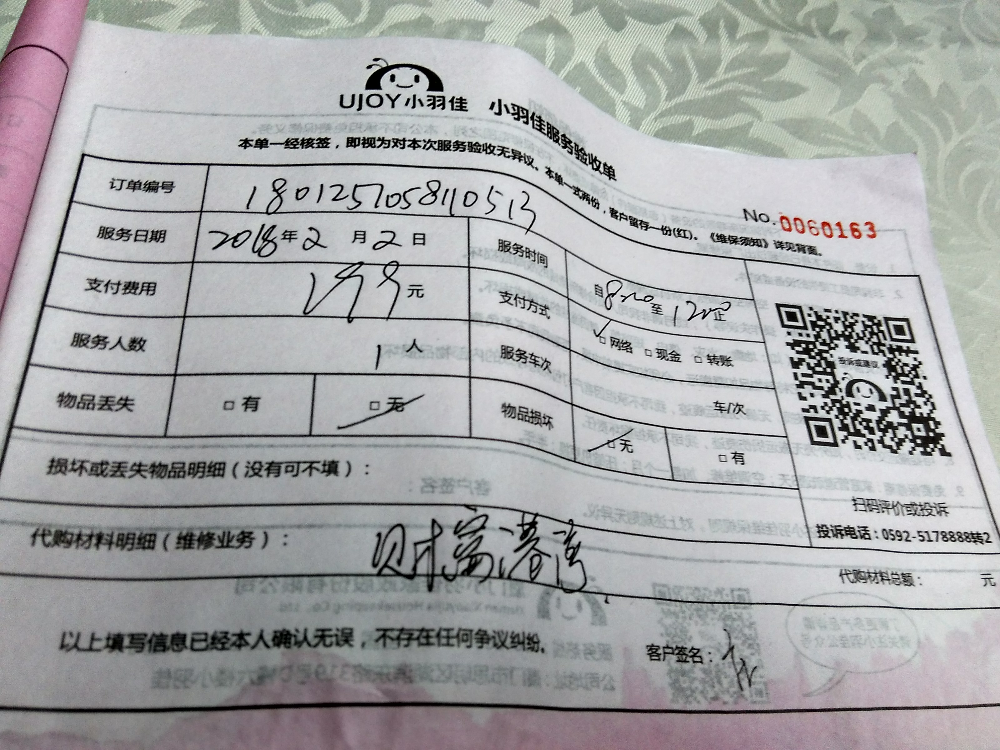 UJOY小羽佳 小羽佳服务验收单
本单一经核签，即视为对本次服务验收无异议。本单一式两份，客户留存一份(红)。《维保须知》详见背面。
No. 0060163
订单编号 180125705811051
服务日期 2018年2月2日 服务时间 自8:00至12:00止
支付费用 199元 支付方式 ✓□网络 □现金 □转账
服务人数 1人 服务车次 车/次
物品丢失 □有 □无 物品损坏 □无 □有
投诉或建议
扫码评价或投诉
投诉电话：0592-5178888转2
损坏或丢失物品明细（没有可不填）：
代购材料明细（维修业务）： 财富港湾
代购材料总额： 元
以上填写信息已经本人确认无误，不存在任何争议纠纷。 客户签名：